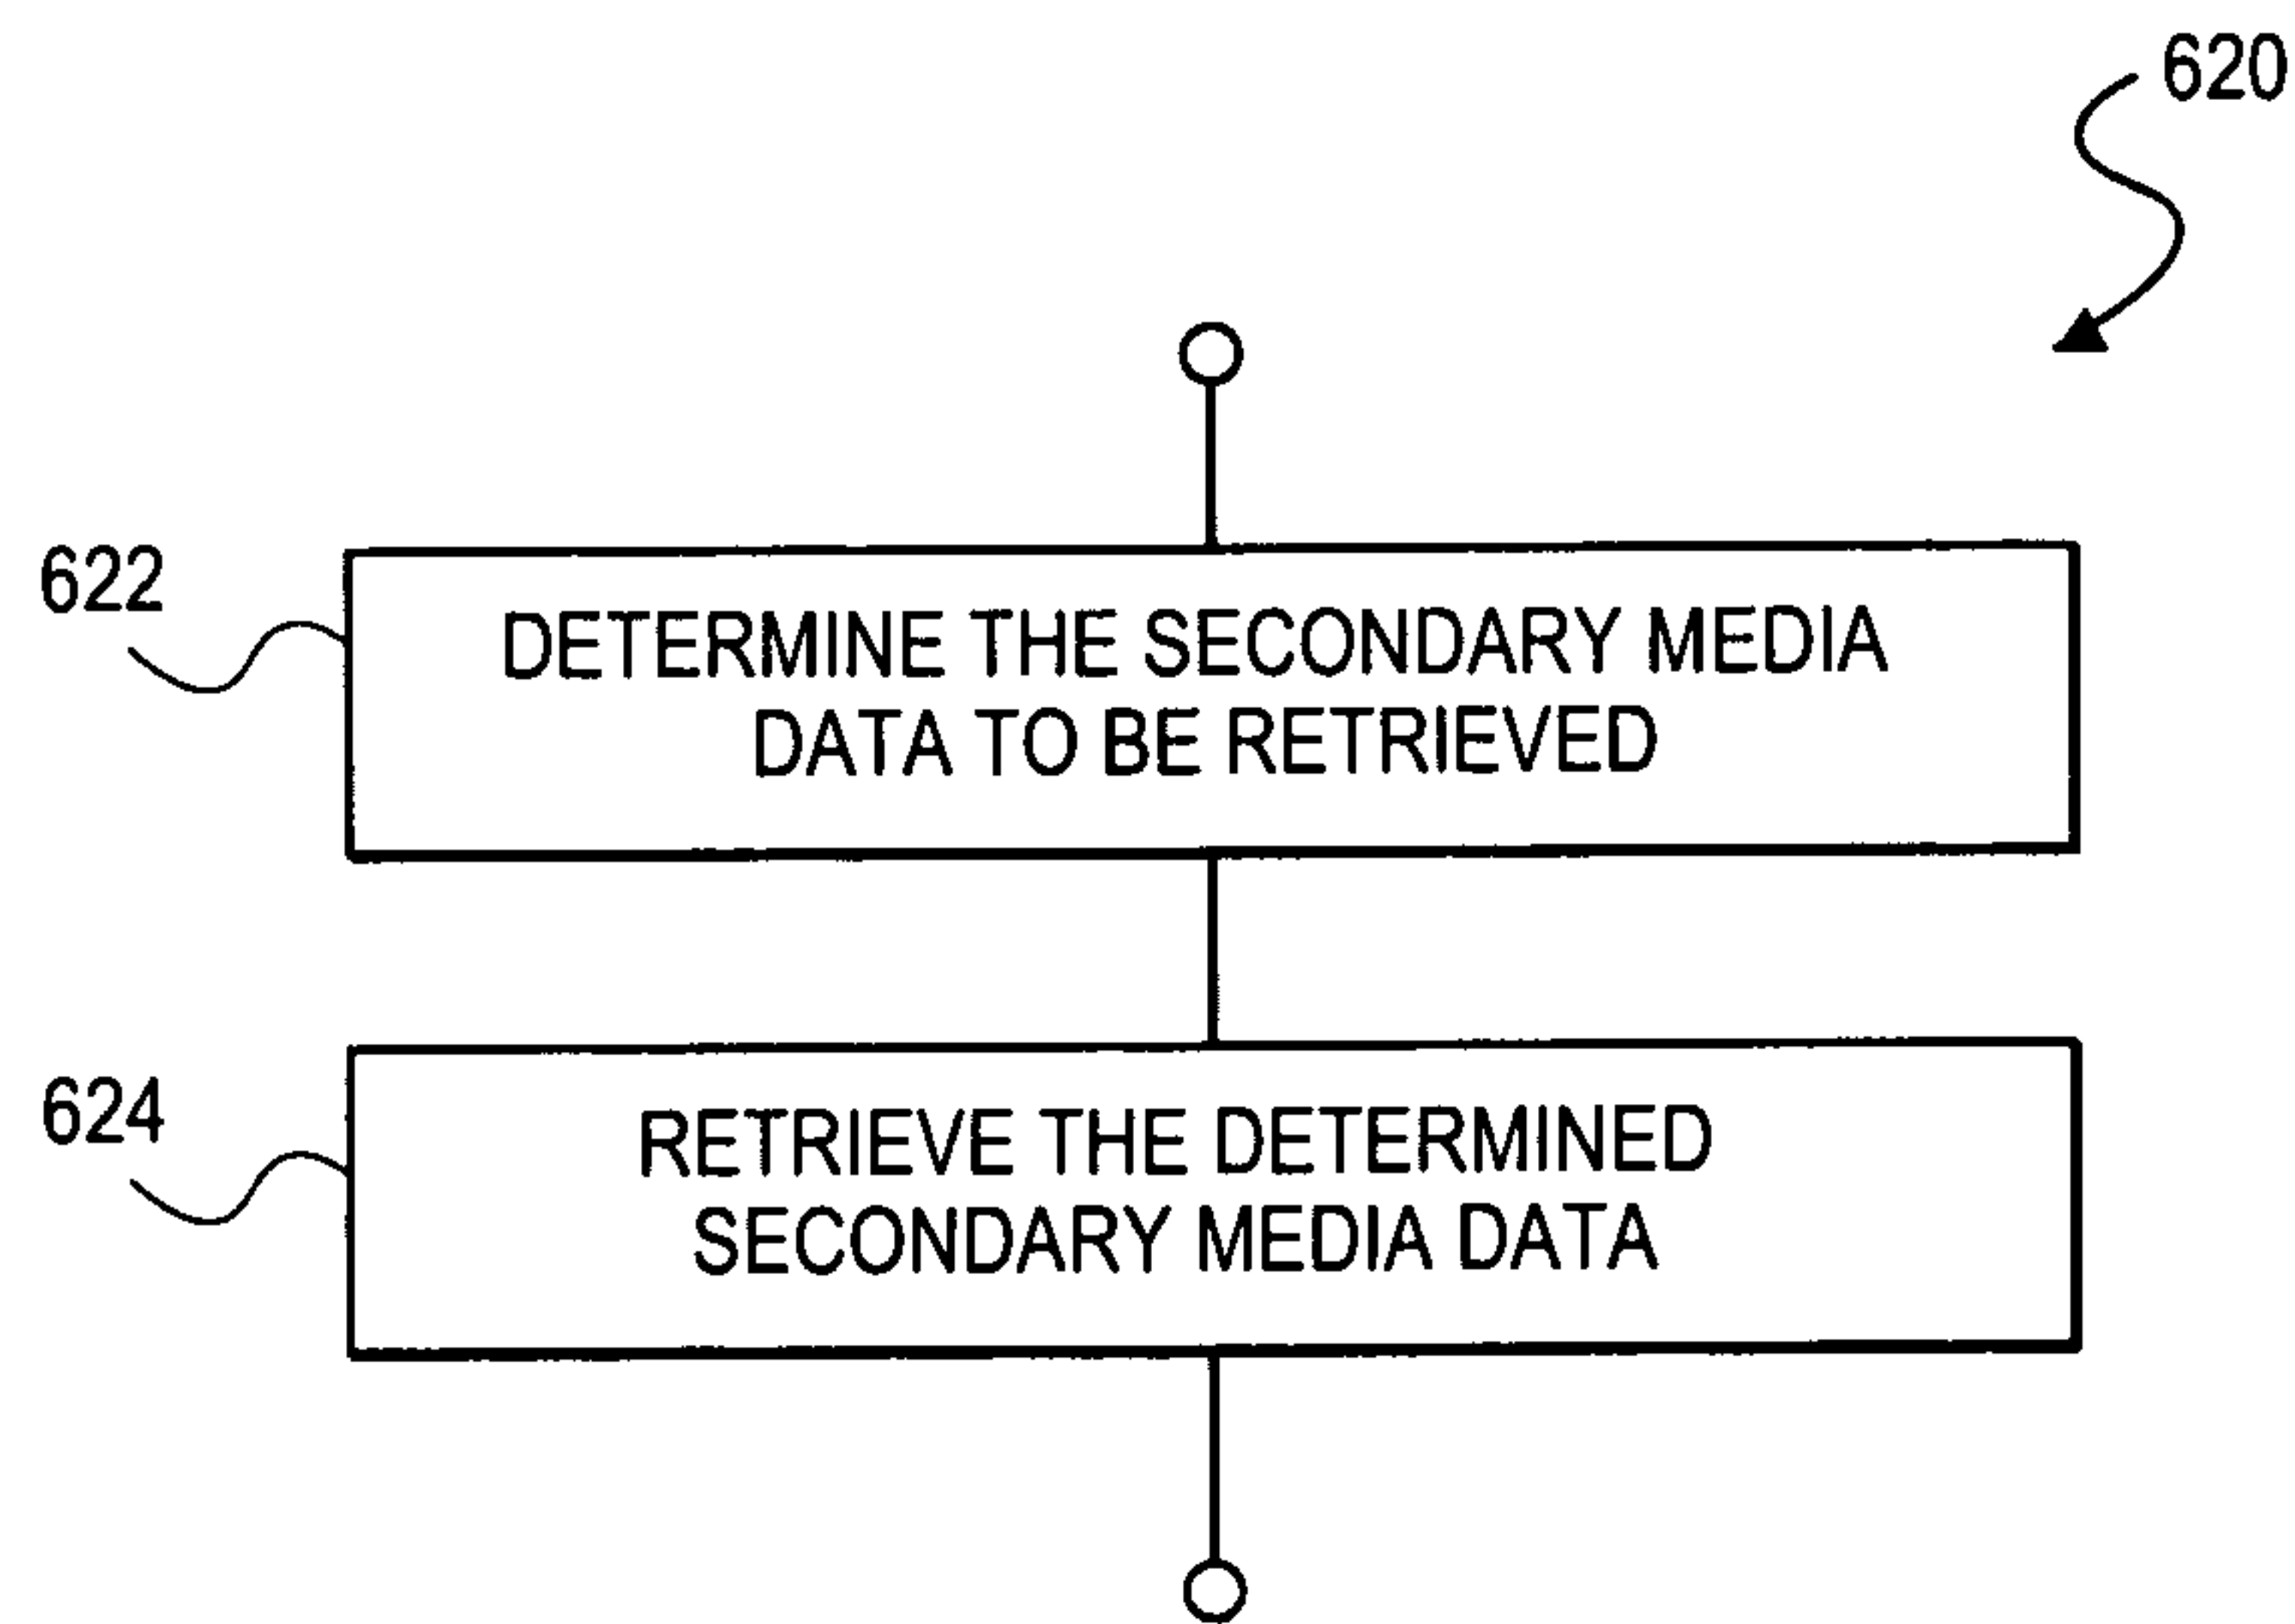 620
622
DETERMINE THE SECONDARY MEDIA
DATA TO BE RETRIEVED
624
RETRIEVE THE DETERMINED
SECONDARY MEDIA DATA